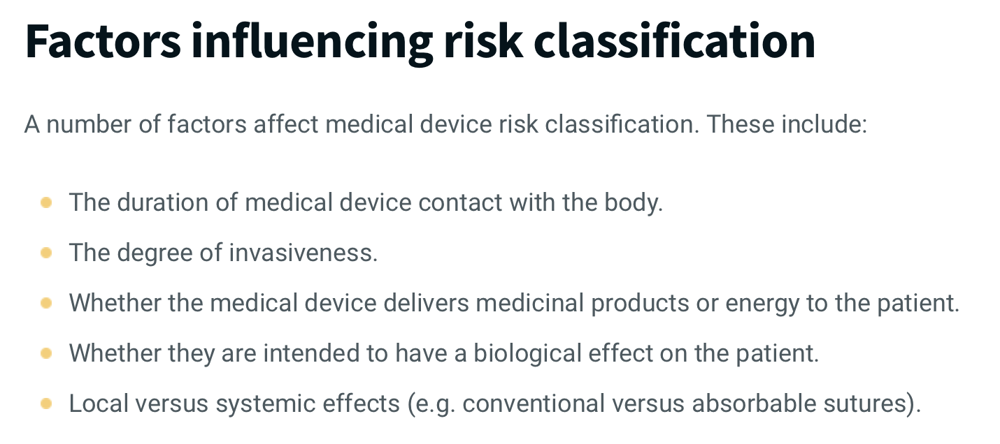 Factors influencing risk classification
A number of factors affect medical device risk classification. These include:
The duration of medical device contact with the body.
The degree of invasiveness.
Whether the medical device delivers medicinal products or energy to the patient.
Whether they are intended to have a biological effect on the patient.
Local versus systemic effects (e.g. conventional versus absorbable sutures).